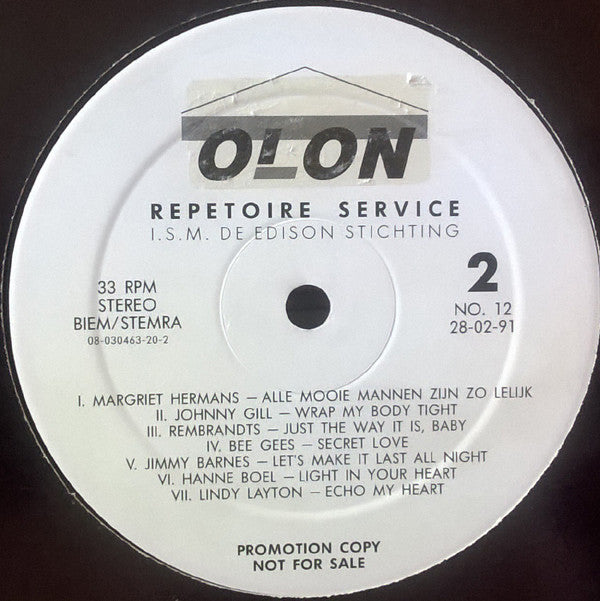 OLON
REPETOIRE SERVICE
I.S.M. DE EDISON STICHTING
33 RPM
STEREO
BIEM/STEMRA
08-030463-20-2
2
NO. 12
28-02-91
I. MARGRIET HERMANS – ALLE MOOIE MANNEN ZIJN ZO LELIJK
II. JOHNNY GILL – WRAP MY BODY TIGHT
III. REMBRANDTS – JUST THE WAY IT IS, BABY
IV. BEE GEES – SECRET LOVE
V. JIMMY BARNES – LET'S MAKE IT LAST ALL NIGHT
VI. HANNE BOEL – LIGHT IN YOUR HEART
VII. LINDY LAYTON – ECHO MY HEART
PROMOTION COPY
NOT FOR SALE